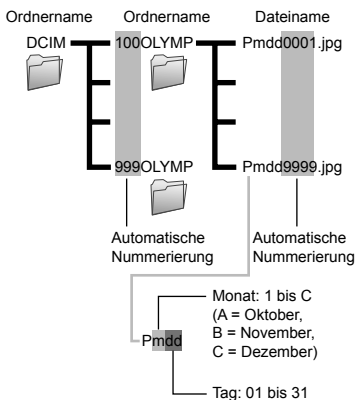 Ordnername Ordnername Dateiname
DCIM 100OLYMP Pmdd0001.jpg
999OLYMP Pmdd9999.jpg
Automatische Nummerierung
Automatische Nummerierung
Monat: 1 bis C
(A = Oktober,
B = November,
C = Dezember)
Pmdd
Tag: 01 bis 31